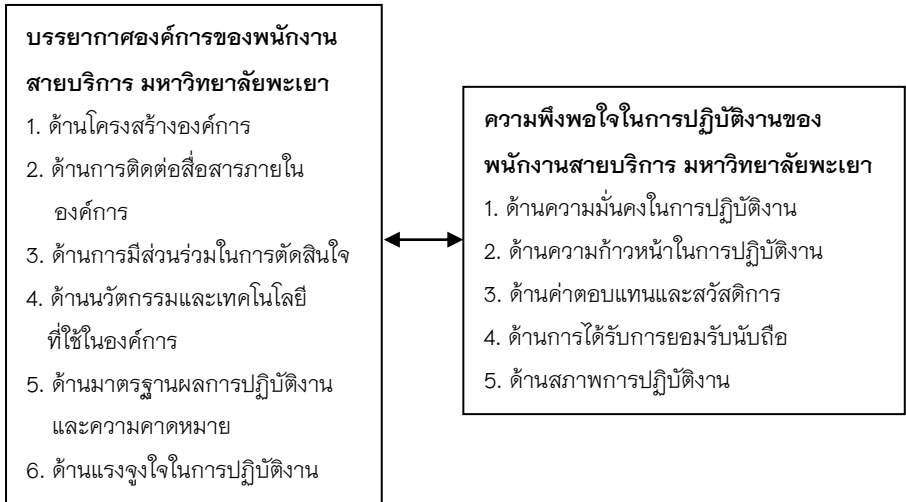 บรรยากาศองค์การของพนักงาน
สายบริการ มหาวิทยาลัยพะเยา
1. ด้านโครงสร้างองค์การ
2. ด้านการติดต่อสื่อสารภายใน
องค์การ
3. ด้านการมีส่วนร่วมในการตัดสินใจ
4. ด้านนวัตกรรมและเทคโนโลยี
ที่ใช้ในองค์การ
5. ด้านมาตรฐานผลการปฏิบัติงาน
และความคาดหมาย
6. ด้านแรงจูงใจในการปฏิบัติงาน
ความพึงพอใจในการปฏิบัติงานของ
พนักงานสายบริการ มหาวิทยาลัยพะเยา
1. ด้านความมั่นคงในการปฏิบัติงาน
2. ด้านความก้าวหน้าในการปฏิบัติงาน
3. ด้านค่าตอบแทนและสวัสดิการ
4. ด้านการได้รับการยอมรับนับถือ
5. ด้านสภาพการปฏิบัติงาน